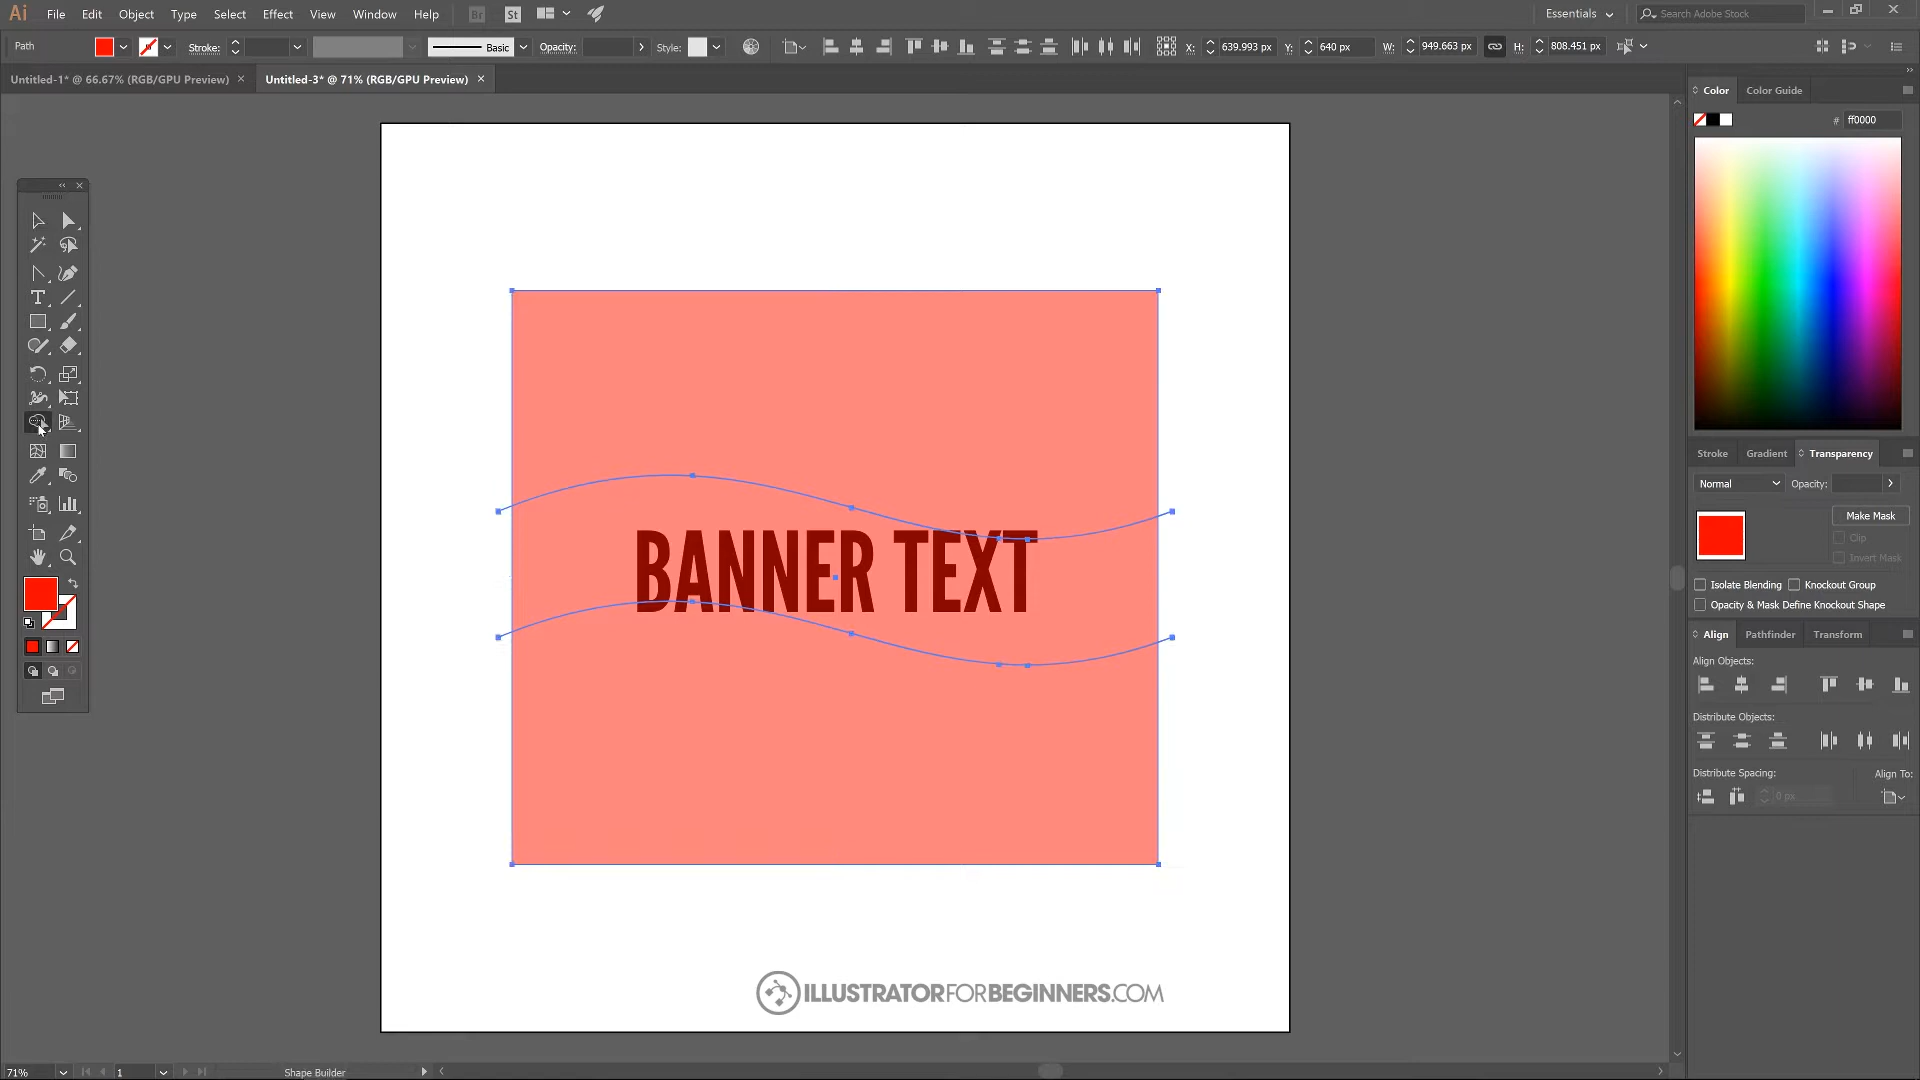 Ai File Edit Object Type Select Effect View Window Help Br St Essentials Search Adobe Stock
Path Stroke: Basic Opacity: Style: X: 639.993 px Y: 640 px W: 949.663 px H: 808.451 px
Untitled-1* @ 66.67% (RGB/GPU Preview) × Untitled-3* @ 71% (RGB/GPU Preview) ×
Color Color Guide
# ff0000
Stroke Gradient Transparency
Normal Opacity:
Make Mask
Clip
Invert Mask
Isolate Blending Knockout Group
Opacity & Mask Define Knockout Shape
Align Pathfinder Transform
Align Objects:
Distribute Objects:
Distribute Spacing: Align To:
0 px
BANNER TEXT
ILLUSTRATORFORBEGINNERS.COM
71% 1 Shape Builder